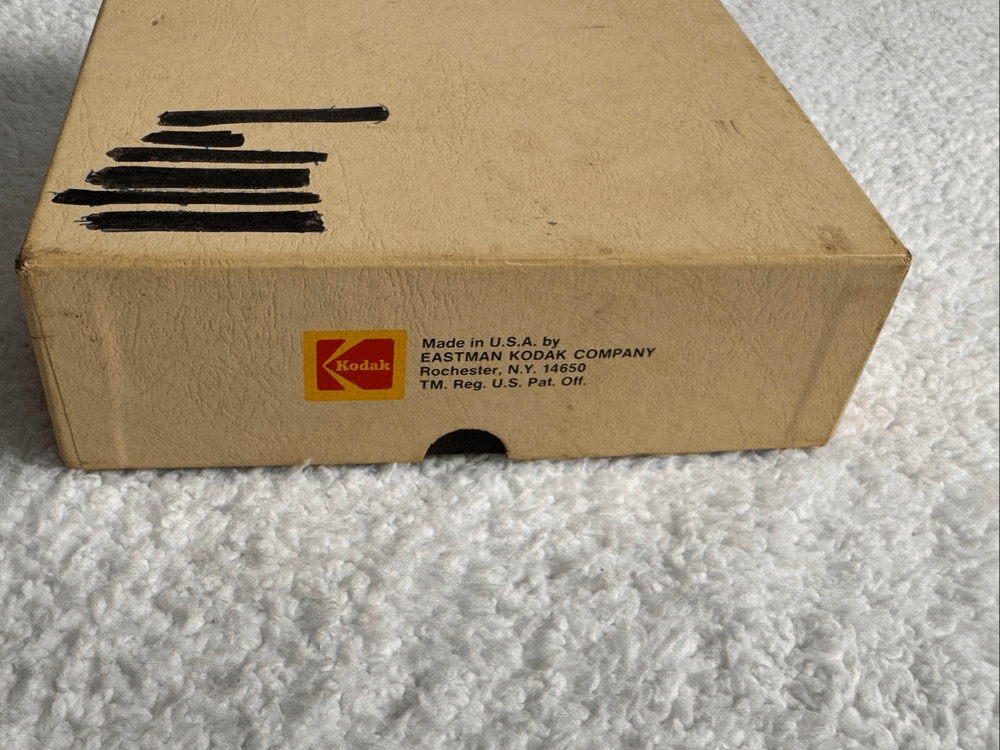 Kodak
Made in U.S.A. by
EASTMAN KODAK COMPANY
Rochester, N.Y. 14650
TM. Reg. U.S. Pat. Off.